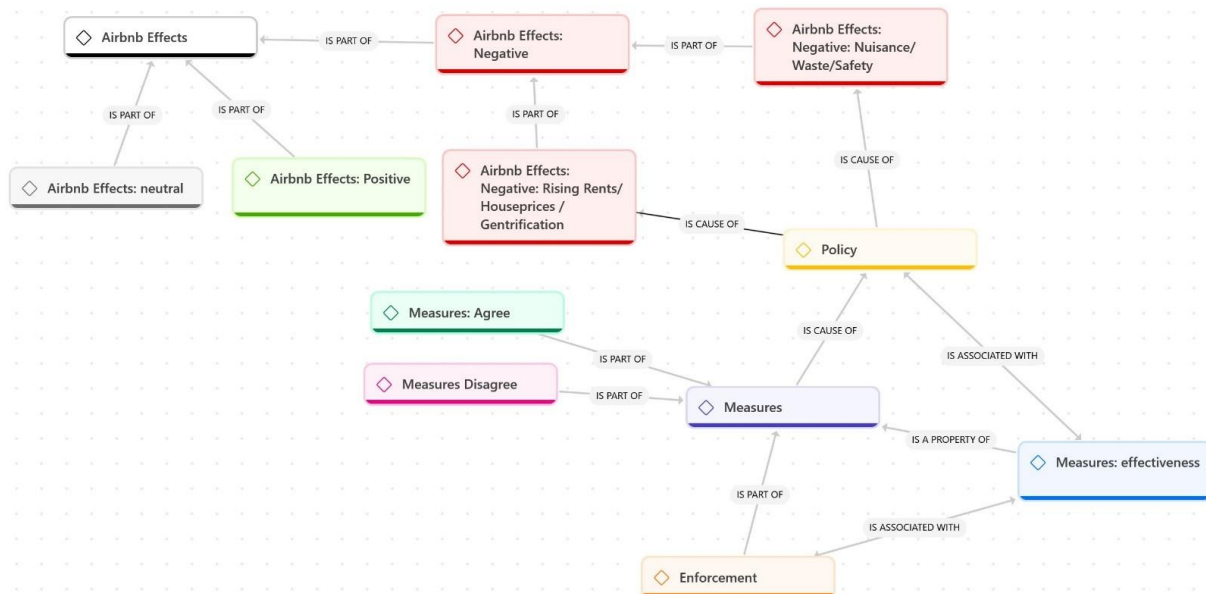 Airbnb Effects
IS PART OF
Airbnb Effects:
Negative
IS PART OF
Airbnb Effects:
Negative: Nuisance/
Waste/Safety
IS PART OF
IS PART OF
IS PART OF
Airbnb Effects: neutral
Airbnb Effects: Positive
Airbnb Effects:
Negative: Rising Rents/
Houseprices /
Gentrification
IS CAUSE OF
IS CAUSE OF
Policy
Measures: Agree
IS CAUSE OF
IS PART OF
IS ASSOCIATED WITH
Measures Disagree
IS PART OF
Measures
IS A PROPERTY OF
Measures: effectiveness
IS PART OF
IS ASSOCIATED WITH
Enforcement